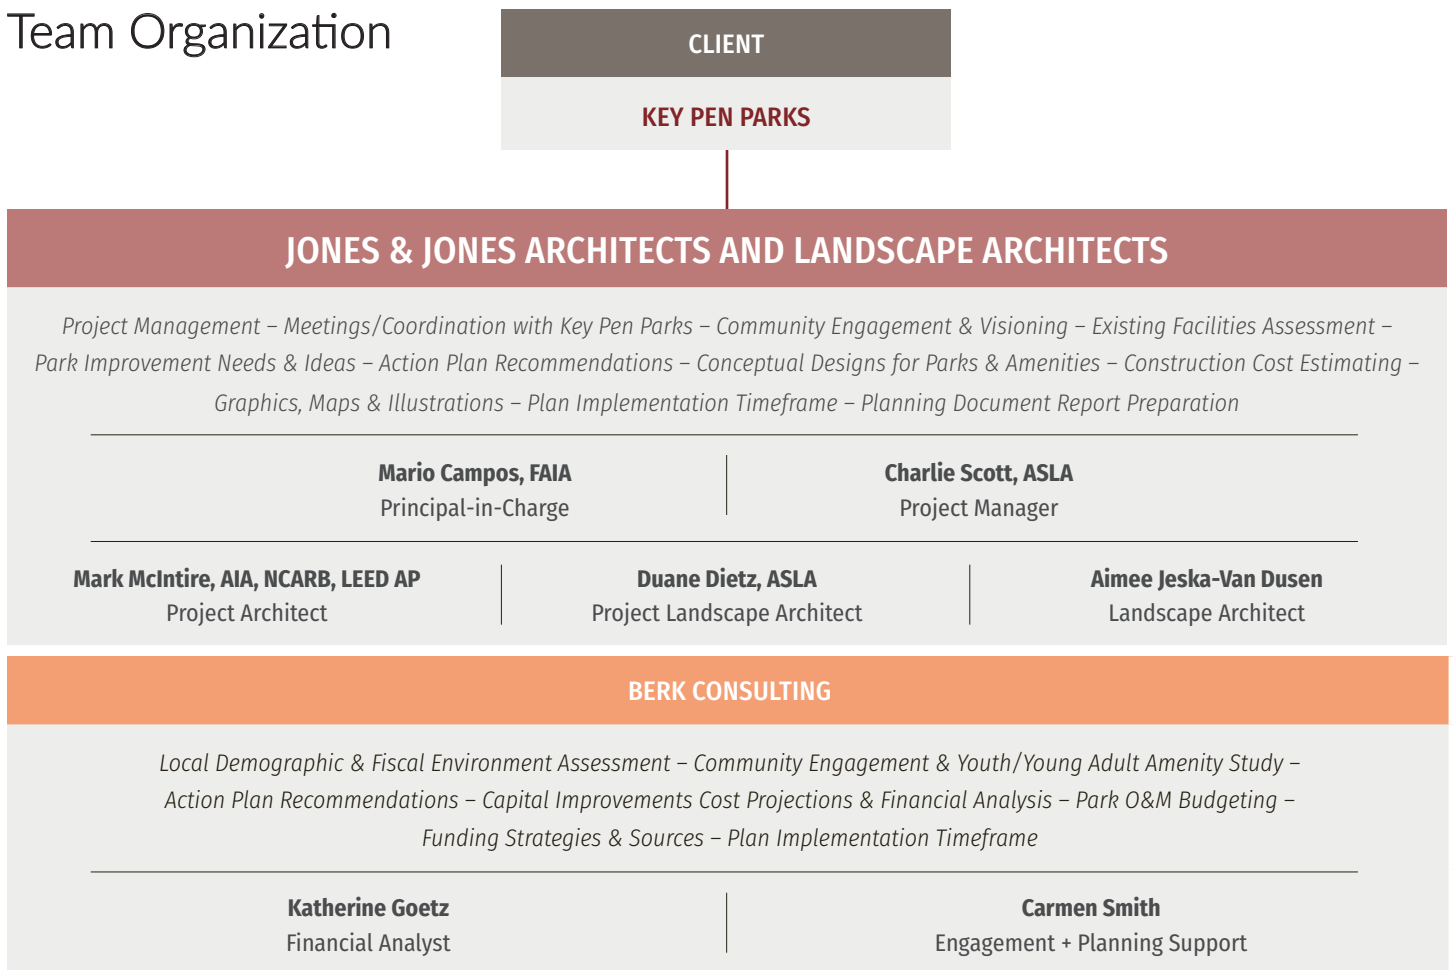 Team Organization
CLIENT
KEY PEN PARKS
JONES & JONES ARCHITECTS AND LANDSCAPE ARCHITECTS
Project Management – Meetings/Coordination with Key Pen Parks – Community Engagement & Visioning – Existing Facilities Assessment –
Park Improvement Needs & Ideas – Action Plan Recommendations – Conceptual Designs for Parks & Amenities – Construction Cost Estimating –
Graphics, Maps & Illustrations – Plan Implementation Timeframe – Planning Document Report Preparation
Mario Campos, FAIA
Principal-in-Charge
Charlie Scott, ASLA
Project Manager
Mark McIntire, AIA, NCARB, LEED AP
Project Architect
Duane Dietz, ASLA
Project Landscape Architect
Aimee Jeska-Van Dusen
Landscape Architect
BERK CONSULTING
Local Demographic & Fiscal Environment Assessment – Community Engagement & Youth/Young Adult Amenity Study –
Action Plan Recommendations – Capital Improvements Cost Projections & Financial Analysis – Park O&M Budgeting –
Funding Strategies & Sources – Plan Implementation Timeframe
Katherine Goetz
Financial Analyst
Carmen Smith
Engagement + Planning Support